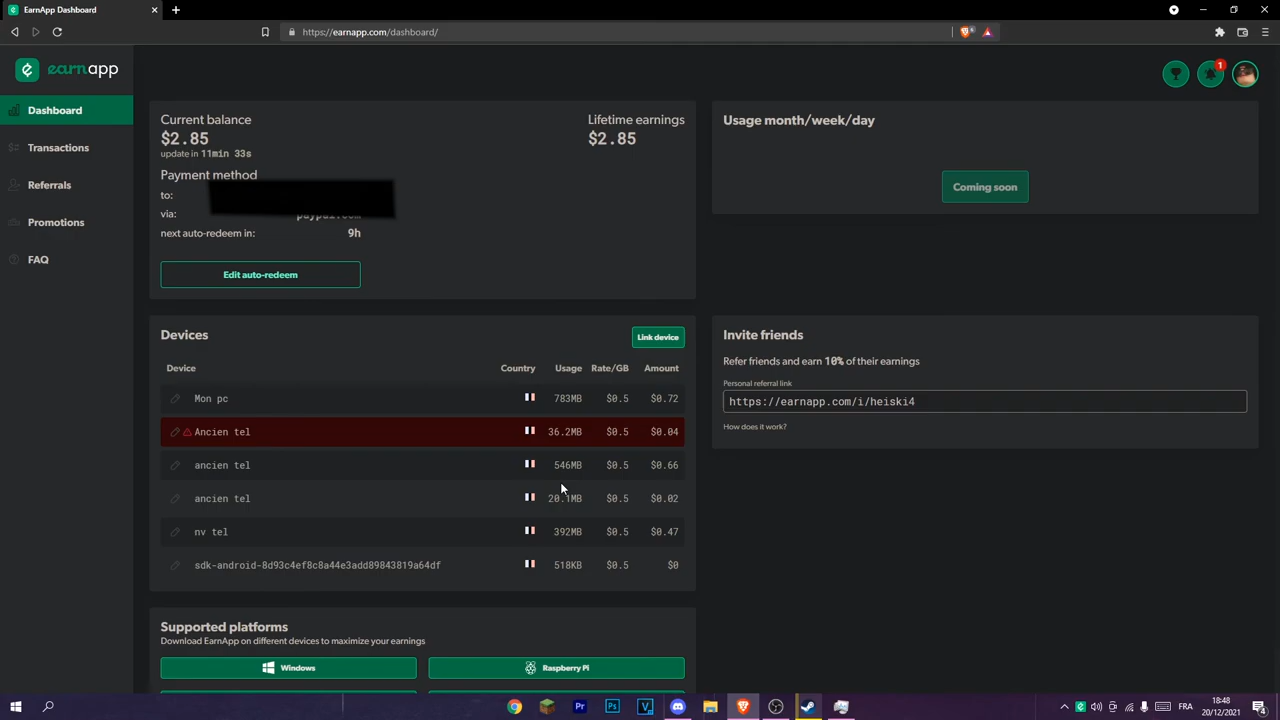 EarnApp Dashboard
https://earnapp.com/dashboard/
6
earnapp
1
Dashboard
Transactions
Referrals
Promotions
FAQ
Current balance
Lifetime earnings
$2.85
$2.85
update in 11min 33s
Payment method
to:
via:
next auto-redeem in: 9h
Edit auto-redeem
Usage month/week/day
Coming soon
Devices
Link device
Device Country Usage Rate/GB Amount
Mon pc 783MB $0.5 $0.72
Ancien tel 36.2MB $0.5 $0.04
ancien tel 546MB $0.5 $0.66
ancien tel 20.1MB $0.5 $0.02
nv tel 392MB $0.5 $0.47
sdk-android-8d93c4ef8c8a44e3add89843819a64df 518KB $0.5 $0
Invite friends
Refer friends and earn 10% of their earnings
Personal referral link
https://earnapp.com/i/heiski4
How does it work?
Supported platforms
Download EarnApp on different devices to maximize your earnings
Windows
Raspberry Pi
Pr
Ps
V
FRA
18:48
20/12/2021